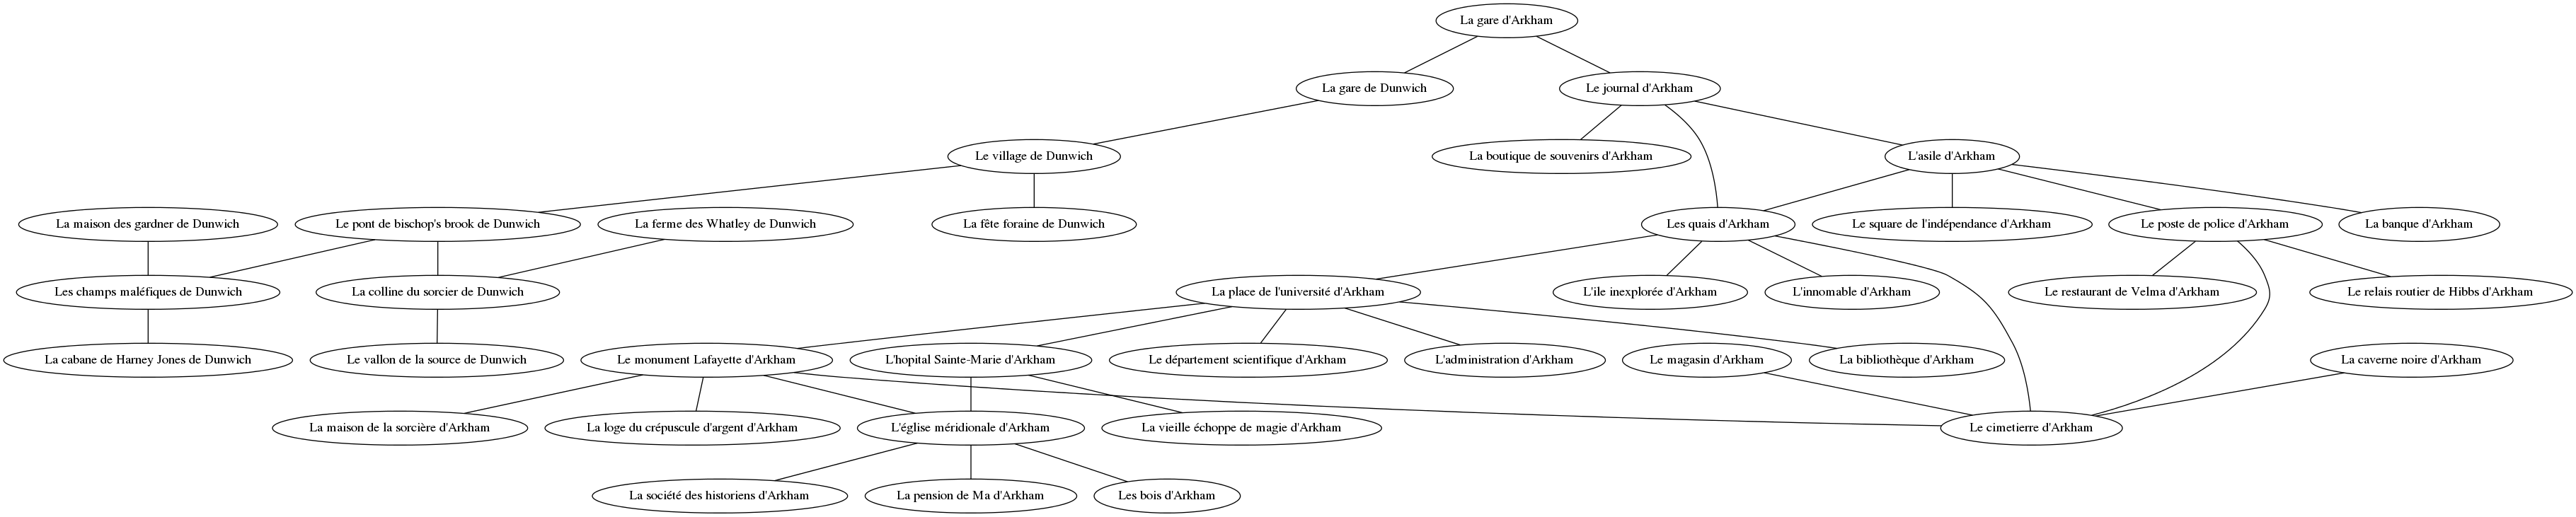 La gare d'Arkham
La gare de Dunwich
Le journal d'Arkham
Le village de Dunwich
La boutique de souvenirs d'Arkham
L'asile d'Arkham
La maison des gardner de Dunwich
Le pont de bischop's brook de Dunwich
La ferme des Whatley de Dunwich
La fête foraine de Dunwich
Les quais d'Arkham
Le square de l'indépendance d'Arkham
Le poste de police d'Arkham
La banque d'Arkham
Les champs maléfiques de Dunwich
La colline du sorcier de Dunwich
La place de l'université d'Arkham
L'ile inexplorée d'Arkham
L'innomable d'Arkham
Le restaurant de Velma d'Arkham
Le relais routier de Hibbs d'Arkham
La cabane de Harney Jones de Dunwich
Le vallon de la source de Dunwich
Le monument Lafayette d'Arkham
L'hopital Sainte-Marie d'Arkham
Le département scientifique d'Arkham
L'administration d'Arkham
Le magasin d'Arkham
La bibliothèque d'Arkham
La caverne noire d'Arkham
La maison de la sorcière d'Arkham
La loge du crépuscule d'argent d'Arkham
L'église méridionale d'Arkham
La vieille échoppe de magie d'Arkham
Le cimetierre d'Arkham
La société des historiens d'Arkham
La pension de Ma d'Arkham
Les bois d'Arkham